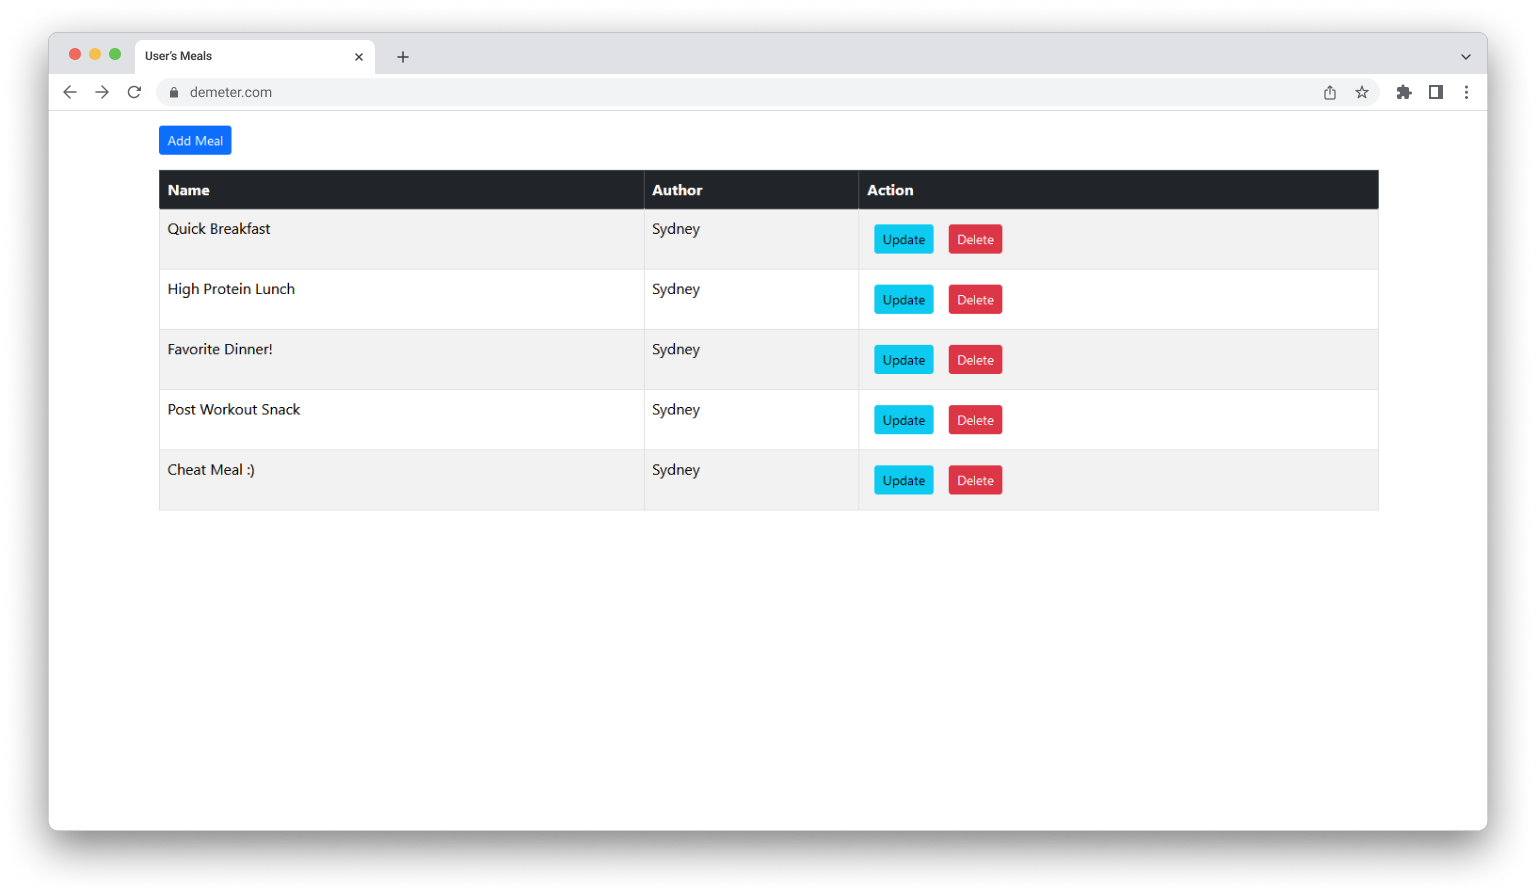 User's Meals
demeter.com
Add Meal
Name Author Action
Quick Breakfast Sydney Update Delete
High Protein Lunch Sydney Update Delete
Favorite Dinner! Sydney Update Delete
Post Workout Snack Sydney Update Delete
Cheat Meal :) Sydney Update Delete